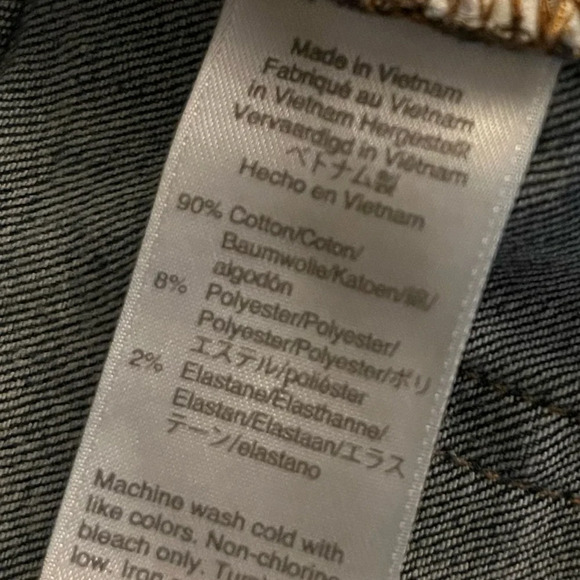 Made in Vietnam
Fabriqué au Vietnam
in Vietnam Hergestellt
Vervaardigd in Vietnam
ベトナム製
Hecho en Vietnam
90% Cotton/Coton/
Baumwolle/Katoen/綿/
algodón
8% Polyester/Polyester/
Polyester/Polyester/ポリ
エステル/poliéster
2% Elastane/Elasthanne/
Elastan/Elastaan/エラス
テーン/elastano
Machine wash cold with
like colors. Non-chlorine
bleach only. Tum
low. Iron